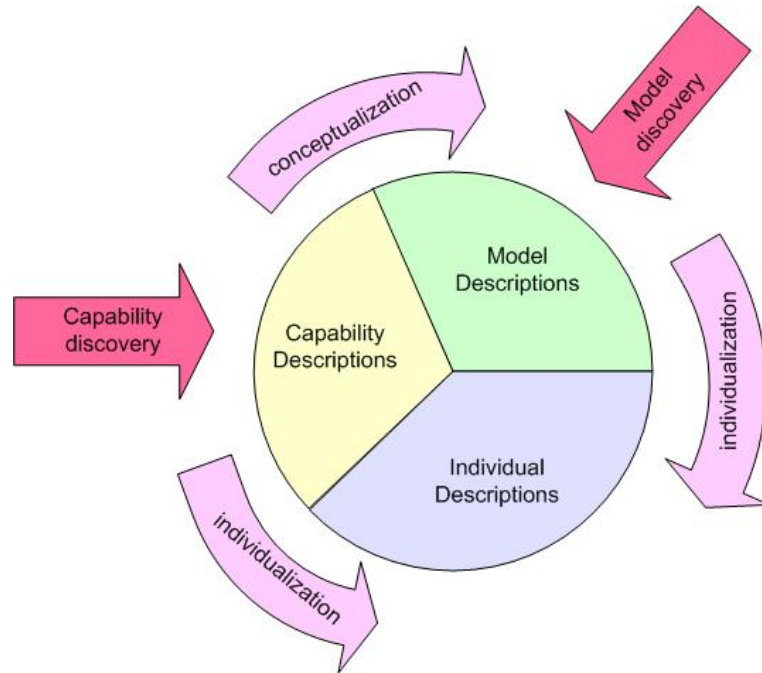 conceptualization
Model
discovery
Model
Descriptions
Capability
discovery
Capability
Descriptions
individualization
Individual
Descriptions
individualization